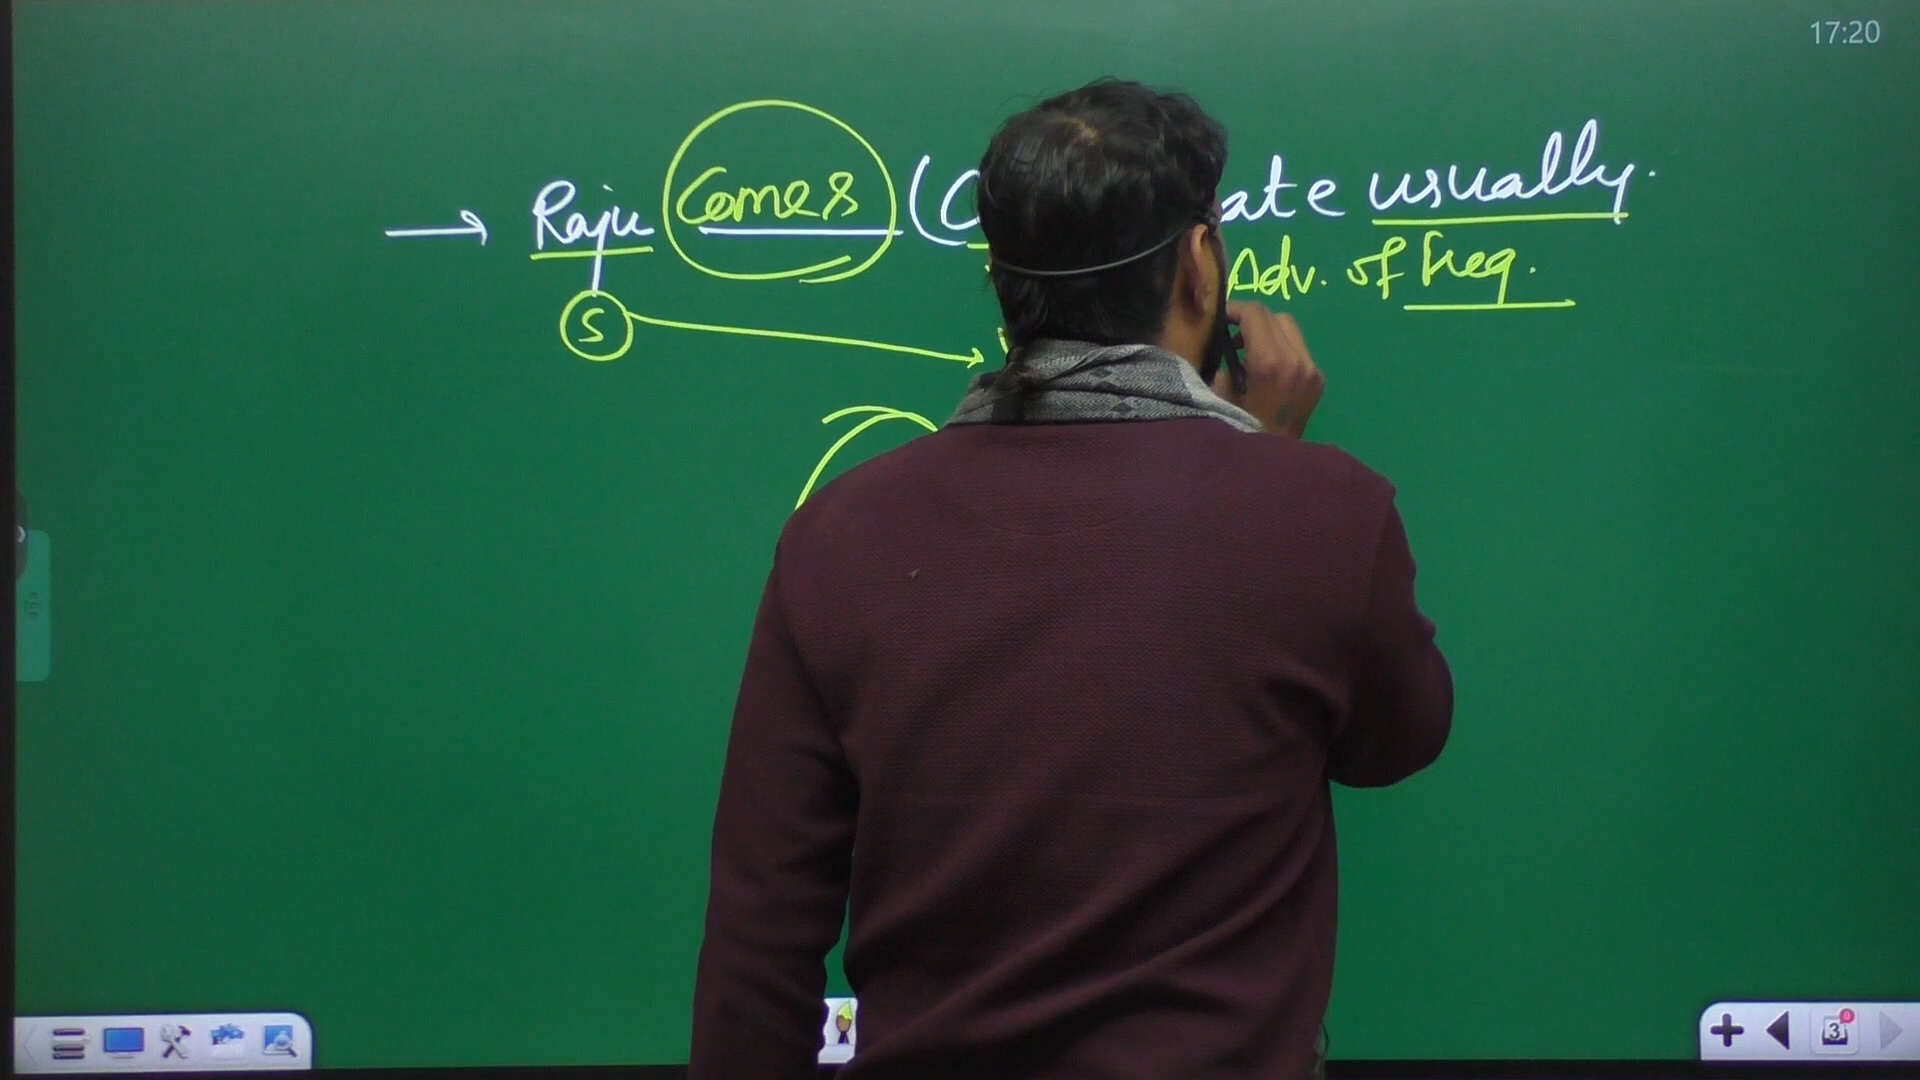 17:20
→ Raju Comes (C ate usually.
Adv. of freq.
S
3